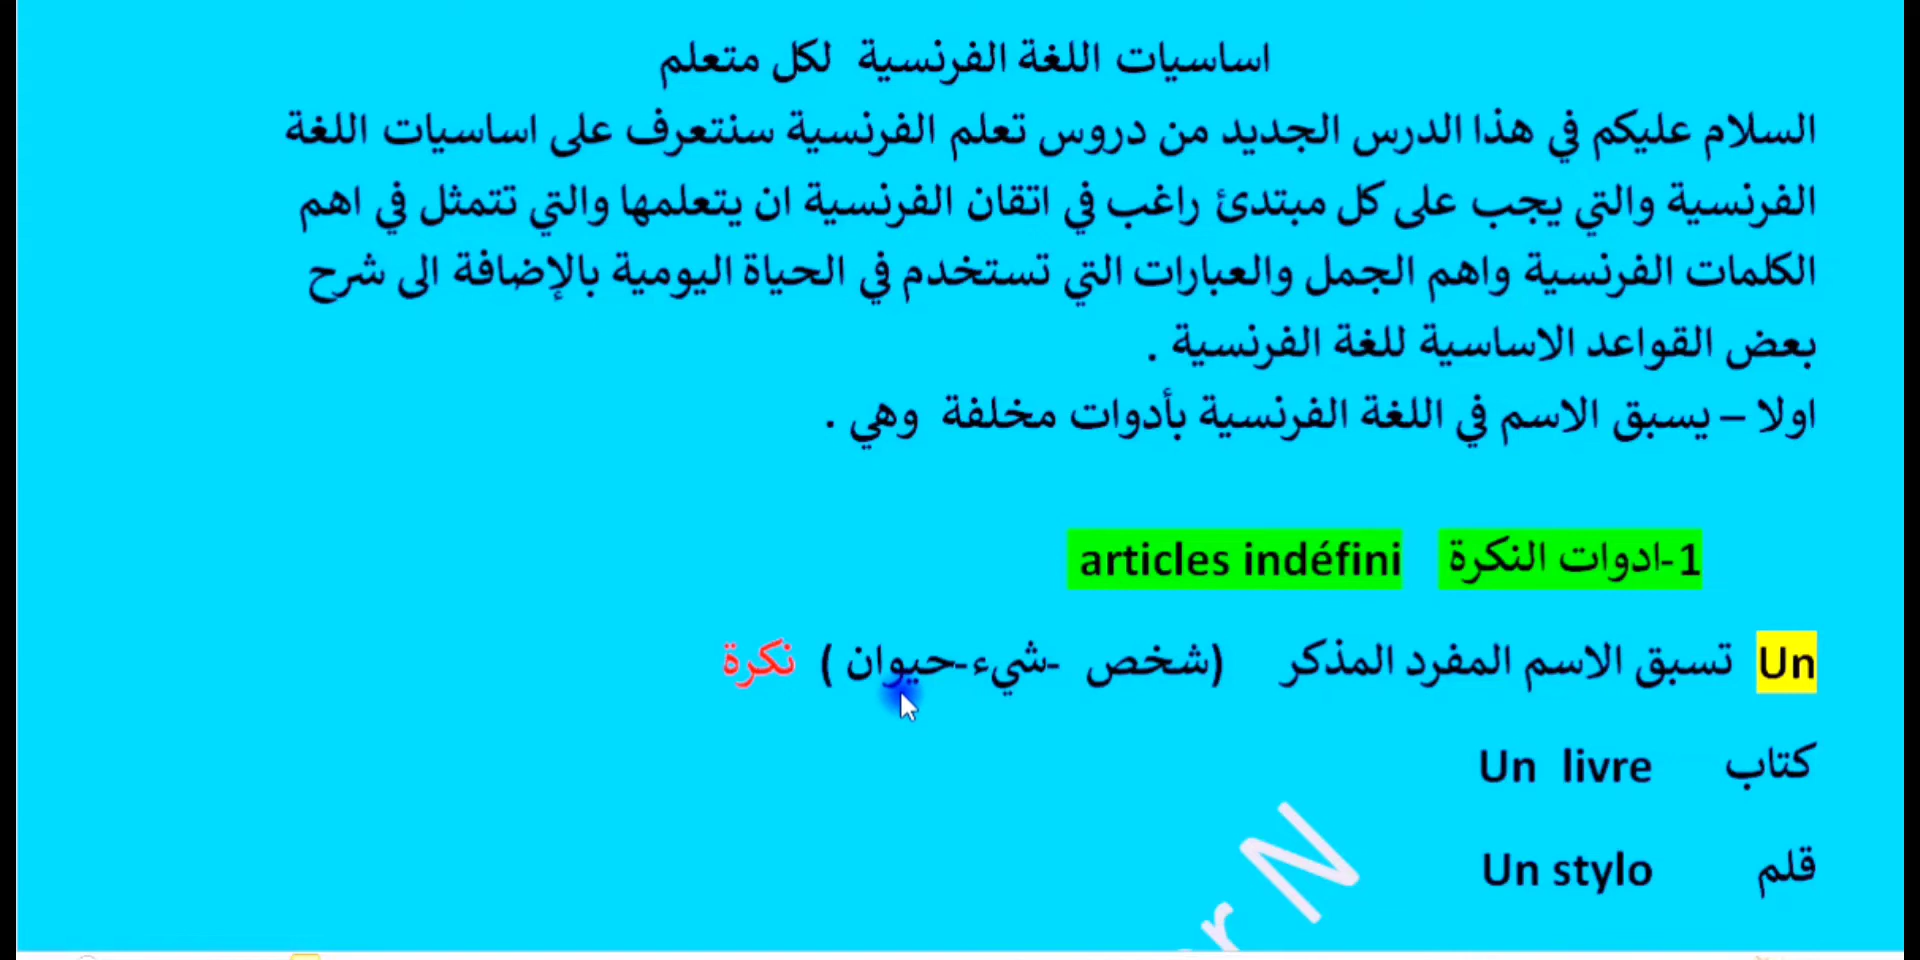 اساسيات اللغة الفرنسية لكل متعلم
السلام عليكم في هذا الدرس الجديد من دروس تعلم الفرنسية سنتعرف على اساسيات اللغة
الفرنسية والتي يجب على كل مبتدئ راغب في اتقان الفرنسية ان يتعلمها والتي تتمثل في اهم
الكلمات الفرنسية واهم الجمل والعبارات التي تستخدم في الحياة اليومية بالإضافة الى شرح
بعض القواعد الاساسية للغة الفرنسية .
اولا – يسبق الاسم في اللغة الفرنسية بأدوات مخلفة وهي .
1-ادوات النكرة articles indéfini
Un تسبق الاسم المفرد المذكر (شخص -شيء-حيوان ) نكرة
كتاب Un livre
قلم Un stylo